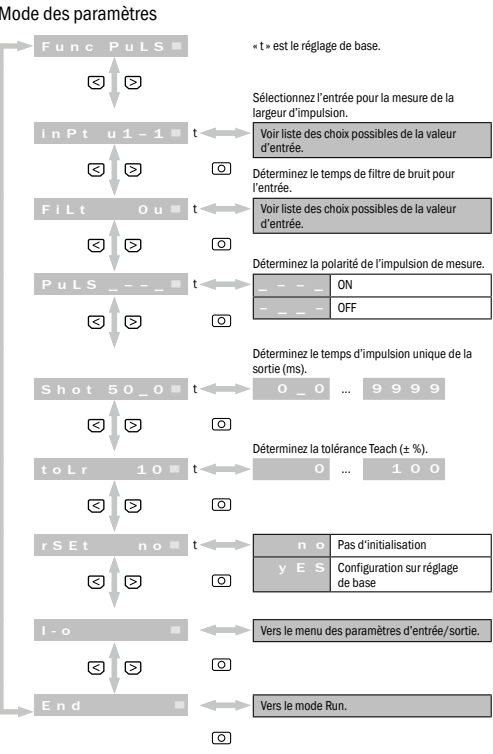 Mode des paramètres
Func PuLS
« t » est le réglage de base.
Sélectionnez l'entrée pour la mesure de la
largeur d'impulsion.
inPt u1-1 t
Voir liste des choix possibles de la valeur
d'entrée.
Déterminez le temps de filtre de bruit pour
l'entrée.
FiLt 0u t
Voir liste des choix possibles de la valeur
d'entrée.
Déterminez la polarité de l'impulsion de mesure.
PuLS _--_ t
_--_ ON
-__- OFF
Déterminez le temps d'impulsion unique de la
sortie (ms).
Shot 50_0 t
0_0 ... 9999
Déterminez la tolérance Teach (± %).
toLr 10 t
0 ... 100
rSEt no t
no Pas d'initialisation
yES Configuration sur réglage
de base
I-o
Vers le menu des paramètres d'entrée/sortie.
End
Vers le mode Run.